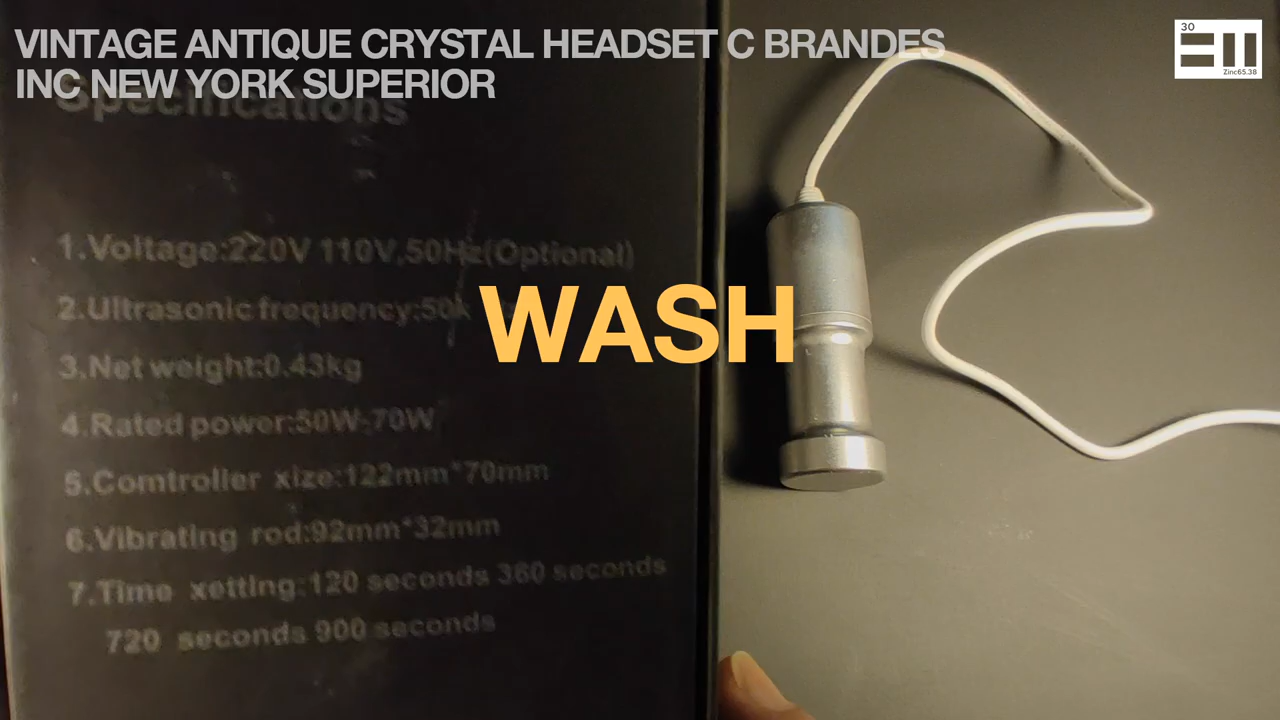 VINTAGE ANTIQUE CRYSTAL HEADSET C BRANDES
INC NEW YORK SUPERIOR
30
Zinc65.38
Specifications
1.Voltage:220V 110V,50Hz(Optional)
2.Ultrasonic frequency:50k
WASH
3.Net weight:0.43kg
4.Rated power:50W-70W
5.Comtroller xize:122mm*70mm
6.Vibrating rod:92mm*32mm
7.Time xetting:120 seconds 360 seconds
720 seconds 900 seconds